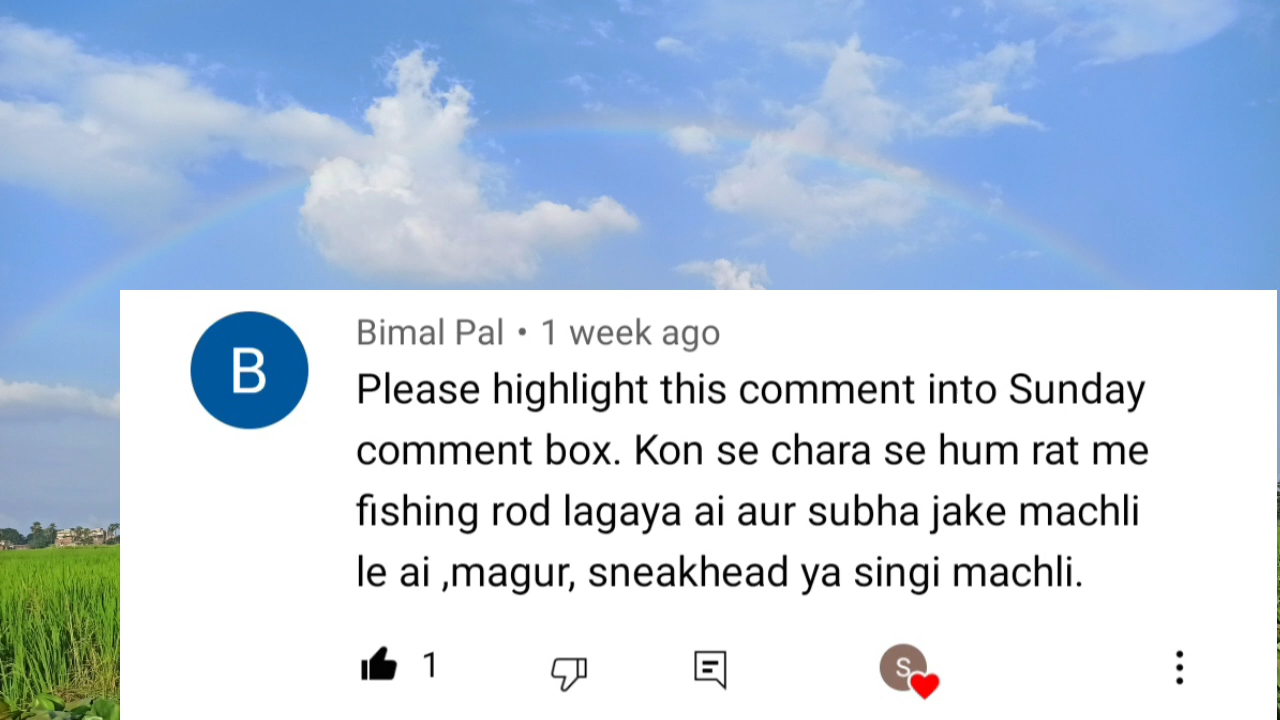 B
Bimal Pal • 1 week ago
Please highlight this comment into Sunday
comment box. Kon se chara se hum rat me
fishing rod lagaya ai aur subha jake machli
le ai ,magur, sneakhead ya singi machli.
1
S